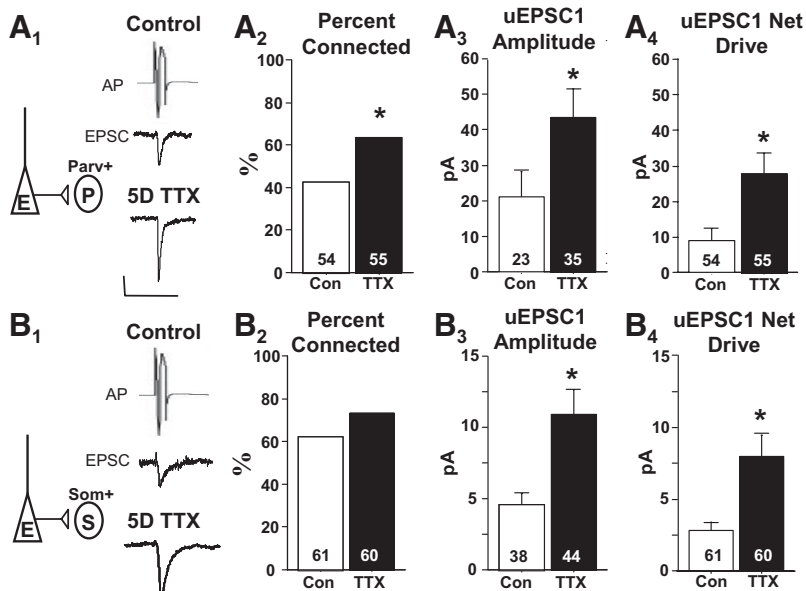 A1
Control
AP
EPSC
Parv+
E
P
5D TTX
A2
Percent
Connected
%
100
80
60
40
20
0
*
54
55
Con
TTX
A3
uEPSC1
Amplitude
pA
60
50
40
30
20
10
0
*
23
35
Con
TTX
A4
uEPSC1 Net
Drive
pA
60
50
40
30
20
10
0
*
54
55
Con
TTX
B1
Control
AP
EPSC
Som+
E
S
5D TTX
B2
Percent
Connected
%
100
80
60
40
20
0
61
60
Con
TTX
B3
uEPSC1
Amplitude
pA
15
10
5
0
*
38
44
Con
TTX
B4
uEPSC1 Net
Drive
pA
15
10
5
0
*
61
60
Con
TTX